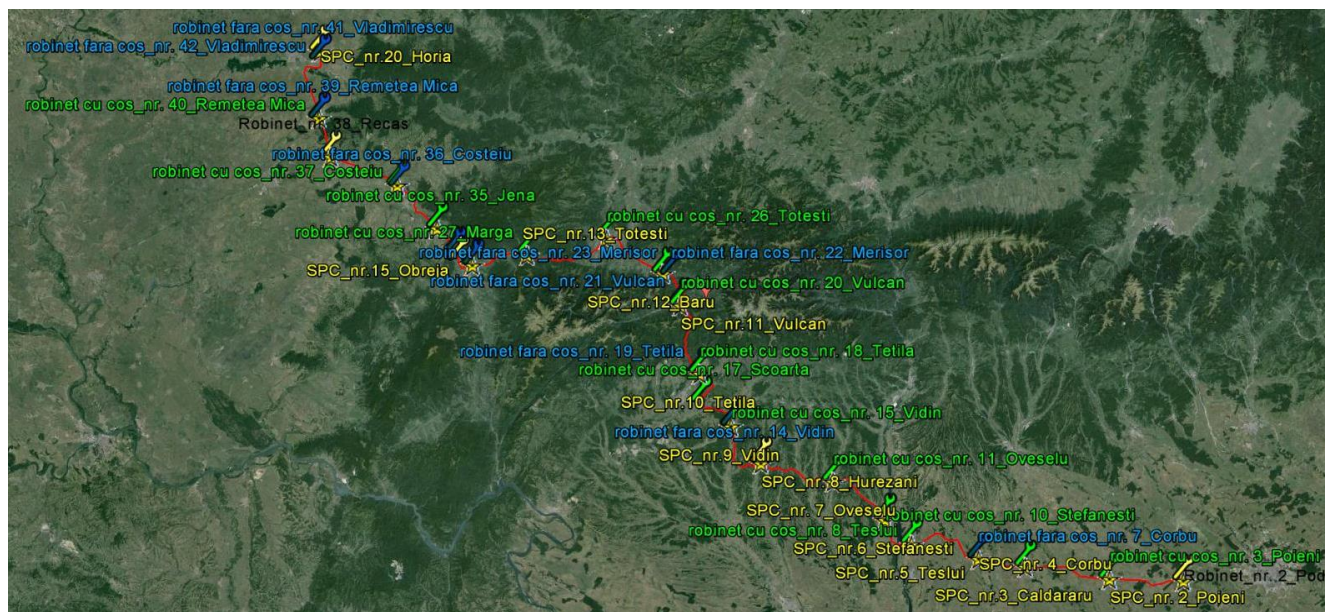 robinet fara cos_nr. 41_Vladimirescu
robinet fara cos_nr. 42_Vladimirescu
SPC_nr.20_Horia
robinet fara cos_nr. 39_Remetea Mica
robinet cu cos_nr. 40_Remetea Mica
Robinet_nr. 38_Recas
robinet fara cos_nr. 36_Costeiu
robinet cu cos_nr. 37_Costeiu
robinet cu cos_nr. 35_Jena
robinet cu cos_nr. 26_Totesti
robinet cu cos_nr. 27_Marga
SPC_nr.13_Totesti
robinet fara cos_nr. 23_Merisor
robinet fara cos_nr. 22_Merisor
SPC_nr.15_Obreja
robinet fara cos_nr. 21_Vulcan
robinet cu cos_nr. 20_Vulcan
SPC_nr.12_Baru
SPC_nr.11_Vulcan
robinet fara cos_nr. 19_Tetila
robinet cu cos_nr. 18_Tetila
robinet cu cos_nr. 17_Scoarta
SPC_nr.10_Tetila
robinet cu cos_nr. 15_Vidin
robinet fara cos_nr. 14_Vidin
SPC_nr.9_Vidin
robinet cu cos_nr. 11_Oveselu
SPC_nr. 8_Hurezani
SPC_nr. 7_Oveselu
robinet cu cos_nr. 10_Stefanesti
robinet cu cos_nr. 8_Teslui
robinet fara cos_nr. 7_Corbu
SPC_nr.6_Stefanesti
SPC_nr. 4_Corbu
robinet cu cos_nr. 3_Poieni
SPC_nr.5_Teslui
Robinet_nr. 2_Pod
SPC_nr.3_Caldararu
SPC_nr. 2_Poieni